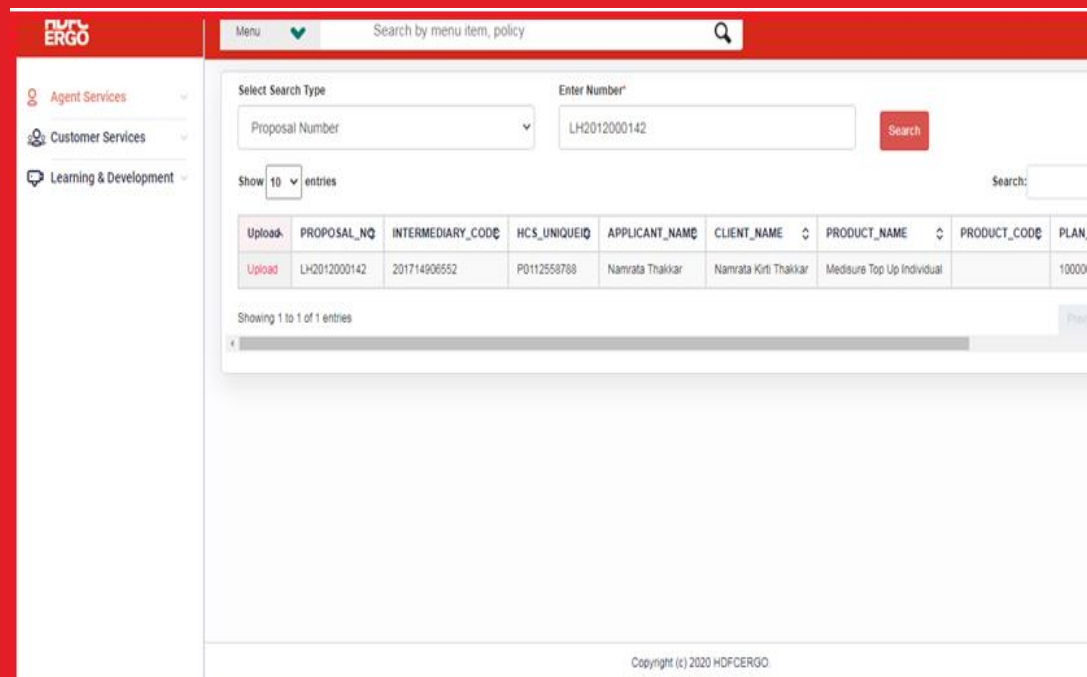 HDFC
ERGO
Menu
Search by menu item, policy
Agent Services
Customer Services
Learning & Development
Select Search Type
Enter Number*
Proposal Number
LH2012000142
Search
Show 10 entries
Search:
Upload PROPOSAL_NO INTERMEDIARY_CODE HCS_UNIQUEID APPLICANT_NAME CLIENT_NAME PRODUCT_NAME PRODUCT_CODE PLAN_
Upload LH2012000142 201714906552 P0112558788 Namrata Thakkar Namrata Kirti Thakkar Medisure Top Up Individual 10000
Showing 1 to 1 of 1 entries
Copyright (c) 2020 HDFCERGO.